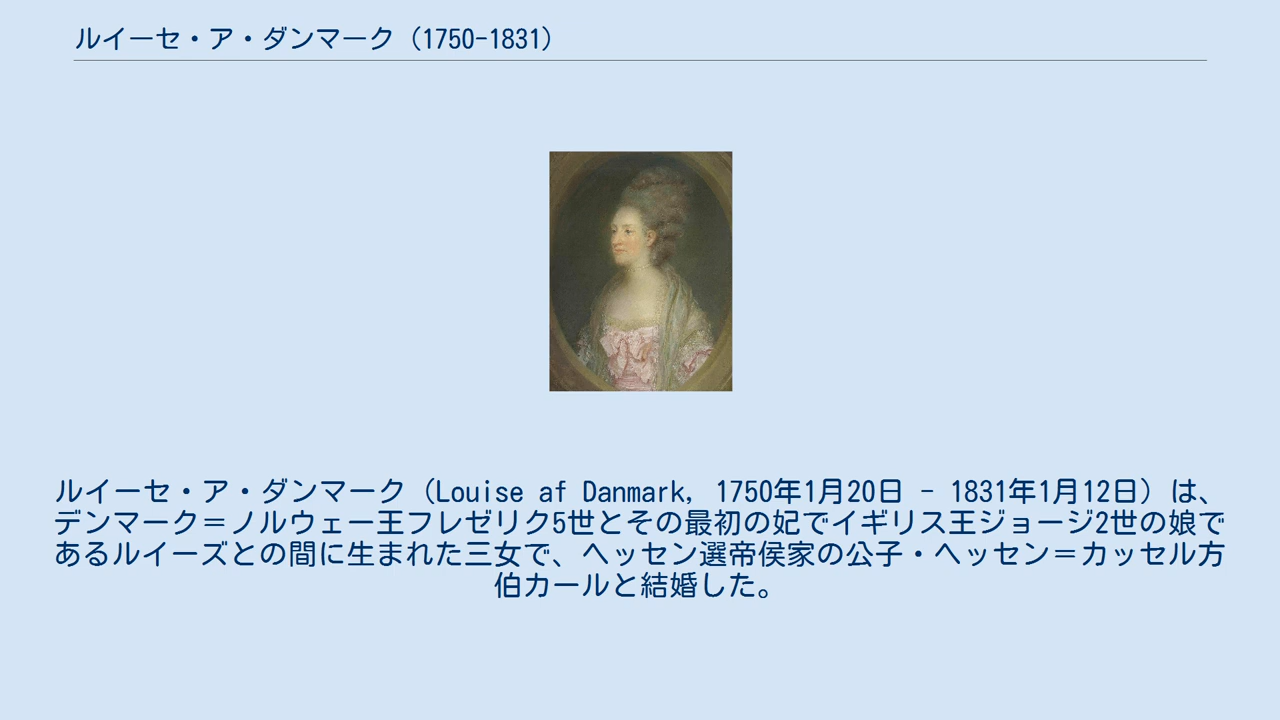 ルイーセ・ア・ダンマーク（1750-1831）
ルイーセ・ア・ダンマーク（Louise af Danmark, 1750年1月20日 - 1831年1月12日）は、
デンマーク＝ノルウェー王フレゼリク5世とその最初の妃でイギリス王ジョージ2世の娘で
あるルイーズとの間に生まれた三女で、ヘッセン選帝侯家の公子・ヘッセン＝カッセル方
伯カールと結婚した。